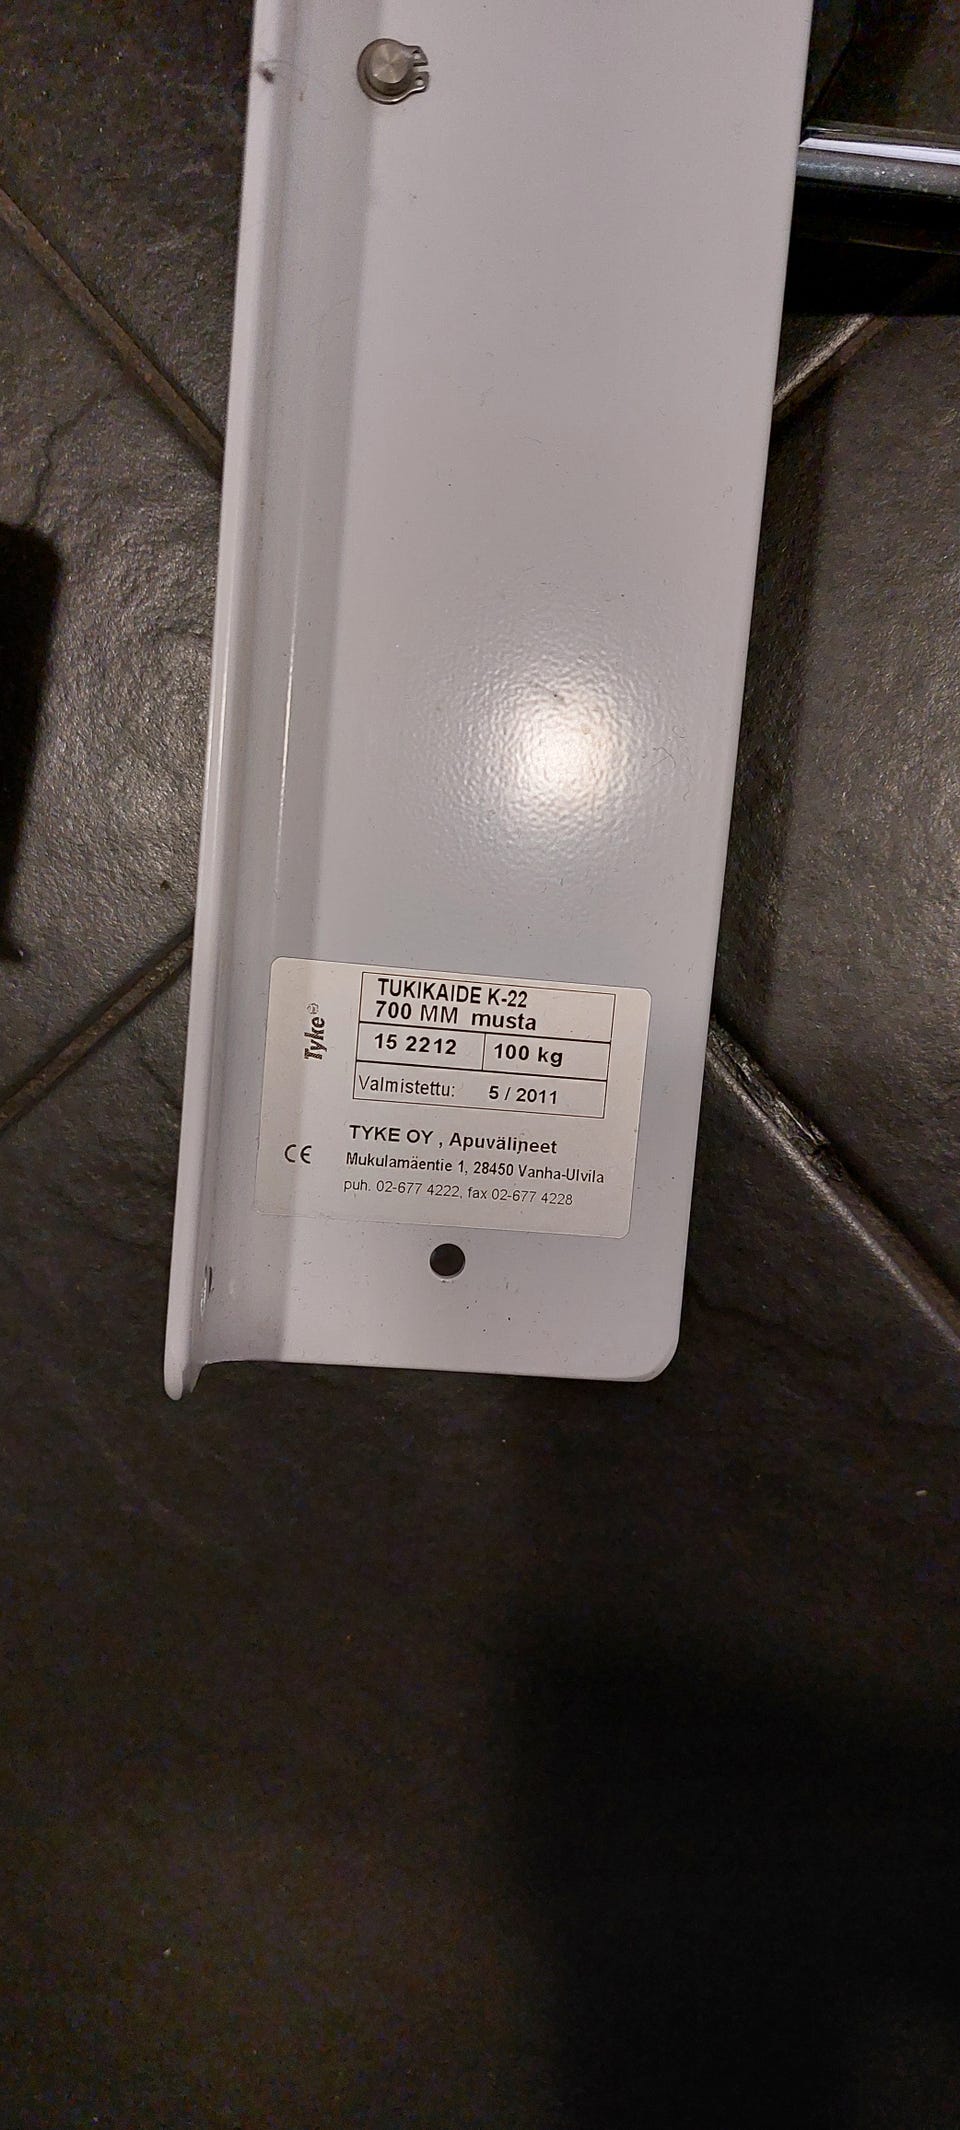 Tyke®
TUKIKAIDE K-22
700 MM musta
15 2212 100 kg
Valmistettu: 5 / 2011
TYKE OY , Apuvälineet
CE
Mukulamäentie 1, 28450 Vanha-Ulvila
puh. 02-677 4222, fax 02-677 4228